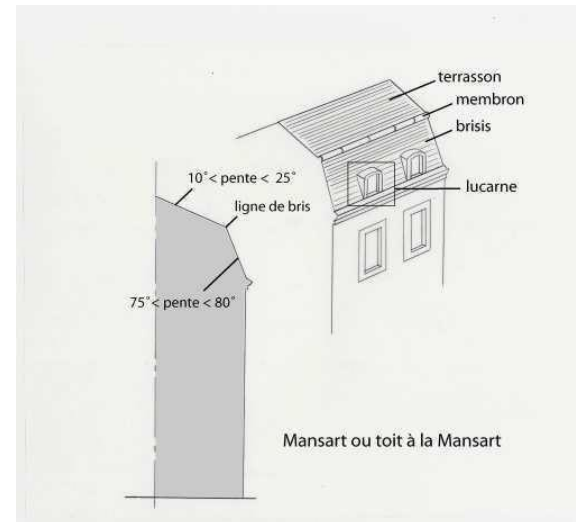 terrasson
membron
brisis
lucarne
10˚< pente < 25˚
ligne de bris
75˚< pente < 80˚
Mansart ou toit à la Mansart